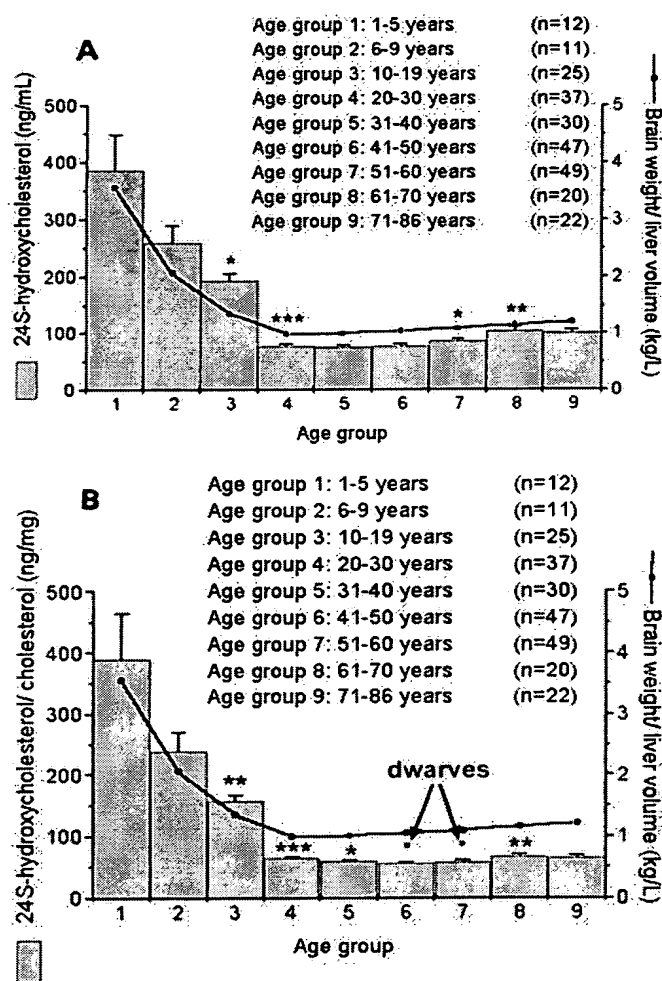 A
Age group 1: 1-5 years (n=12)
Age group 2: 6-9 years (n=11)
Age group 3: 10-19 years (n=25)
Age group 4: 20-30 years (n=37)
Age group 5: 31-40 years (n=30)
Age group 6: 41-50 years (n=47)
Age group 7: 51-60 years (n=49)
Age group 8: 61-70 years (n=20)
Age group 9: 71-86 years (n=22)
24S-hydroxycholesterol (ng/mL)
500
400
350
250
200
100
0
* *** * **
5
4
3
2
1
0
Brain weight/ liver volume (kg/L)
1 2 3 4 5 6 7 8 9
Age group
B
Age group 1: 1-5 years (n=12)
Age group 2: 6-9 years (n=11)
Age group 3: 10-19 years (n=25)
Age group 4: 20-30 years (n=37)
Age group 5: 31-40 years (n=30)
Age group 6: 41-50 years (n=47)
Age group 7: 51-60 years (n=49)
Age group 8: 61-70 years (n=20)
Age group 9: 71-86 years (n=22)
24S-hydroxycholesterol/ cholesterol (ng/mg)
500
400
300
200
100
0
dwarves
** *** * **
5
4
3
2
1
0
Brain weight/ liver volume (kg/L)
1 2 3 4 5 6 7 8 9
Age group